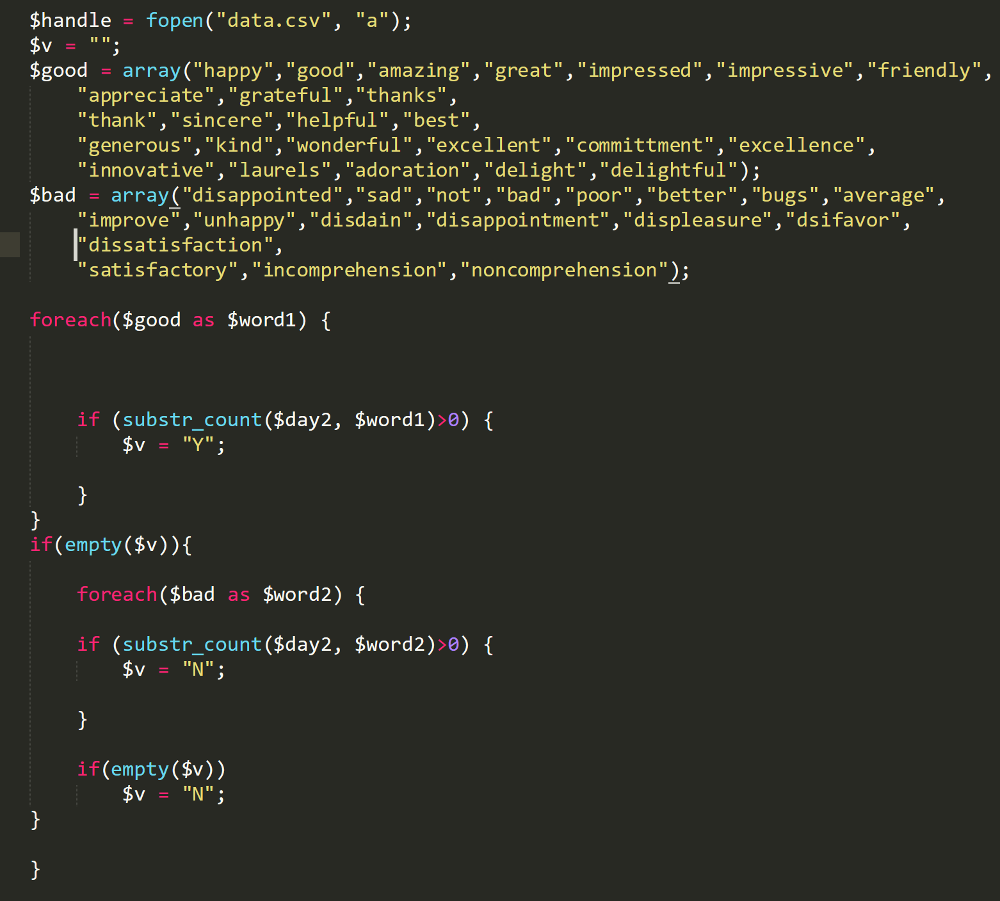 $handle = fopen("data.csv", "a");
$v = "";
$good = array("happy","good","amazing","great","impressed","impressive","friendly",
"appreciate","grateful","thanks",
"thank","sincere","helpful","best",
"generous","kind","wonderful","excellent","committment","excellence",
"innovative","laurels","adoration","delight","delightful");
$bad = array("disappointed","sad","not","bad","poor","better","bugs","average",
"improve","unhappy","disdain","disappointment","displeasure","dsifavor",
"dissatisfaction",
"satisfactory","incomprehension","noncomprehension");
foreach($good as $word1) {
if (substr_count($day2, $word1)>0) {
$v = "Y";
}
}
if(empty($v)){
foreach($bad as $word2) {
if (substr_count($day2, $word2)>0) {
$v = "N";
}
if(empty($v))
$v = "N";
}
}